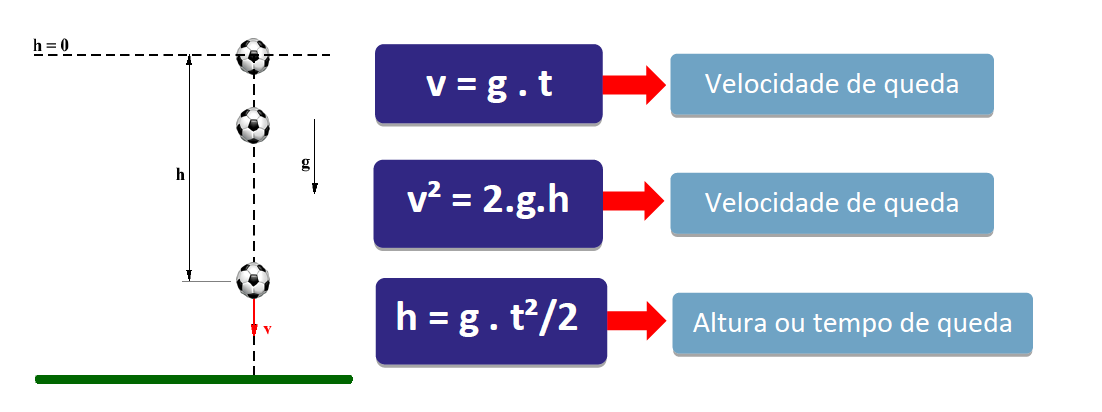 h = 0
h
g
v
v = g . t
Velocidade de queda
v² = 2.g.h
Velocidade de queda
h = g . t²/2
Altura ou tempo de queda